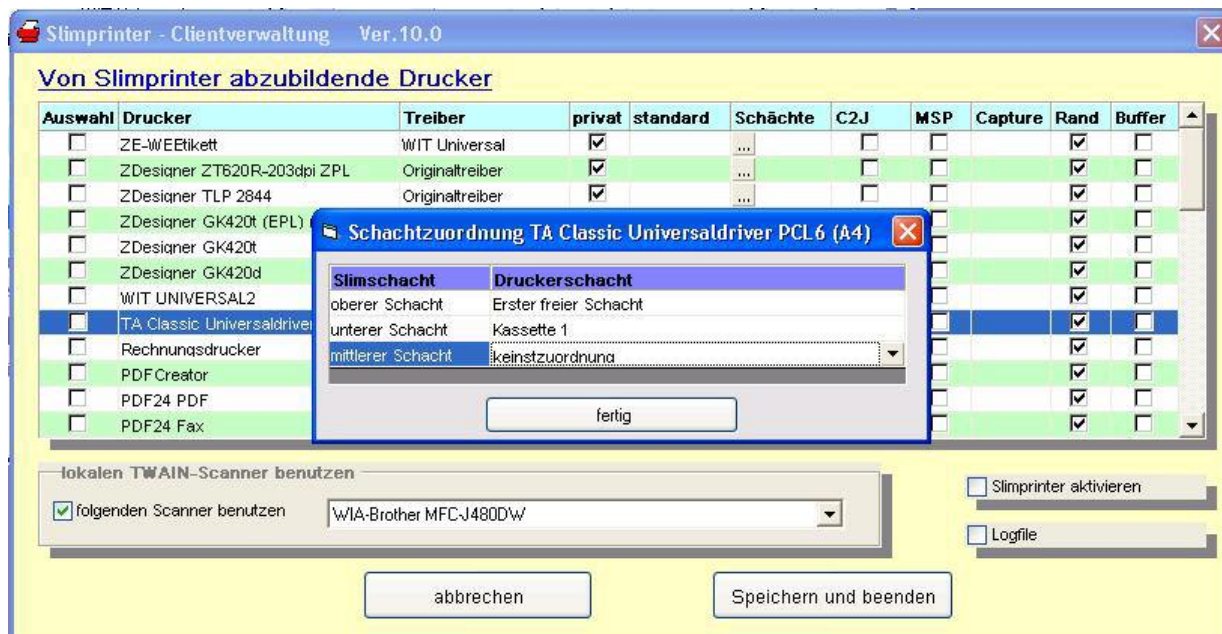 Slimprinter - Clientverwaltung Ver.10.0
Von Slimprinter abzubildende Drucker
Auswahl Drucker Treiber privat standard Schächte C2J MSP Capture Rand Buffer
ZE-WEEtikett WIT Universal ...
ZDesigner ZT620R-203dpi ZPL Originaltreiber ...
ZDesigner TLP 2844 Originaltreiber ...
ZDesigner GK420t (EPL)
ZDesigner GK420t
ZDesigner GK420d
WIT UNIVERSAL2
TA Classic Universaldriver
Rechnungsdrucker
PDFCreator
PDF24 PDF
PDF24 Fax
Schachtzuordnung TA Classic Universaldriver PCL6 (A4)
Slimschacht Druckerschacht
oberer Schacht Erster freier Schacht
unterer Schacht Kassette 1
mittlerer Schacht keinstzuordnung
fertig
lokalen TWAIN-Scanner benutzen
folgenden Scanner benutzen WIA-Brother MFC-J480DW
Slimprinter aktivieren
Logfile
abbrechen Speichern und beenden